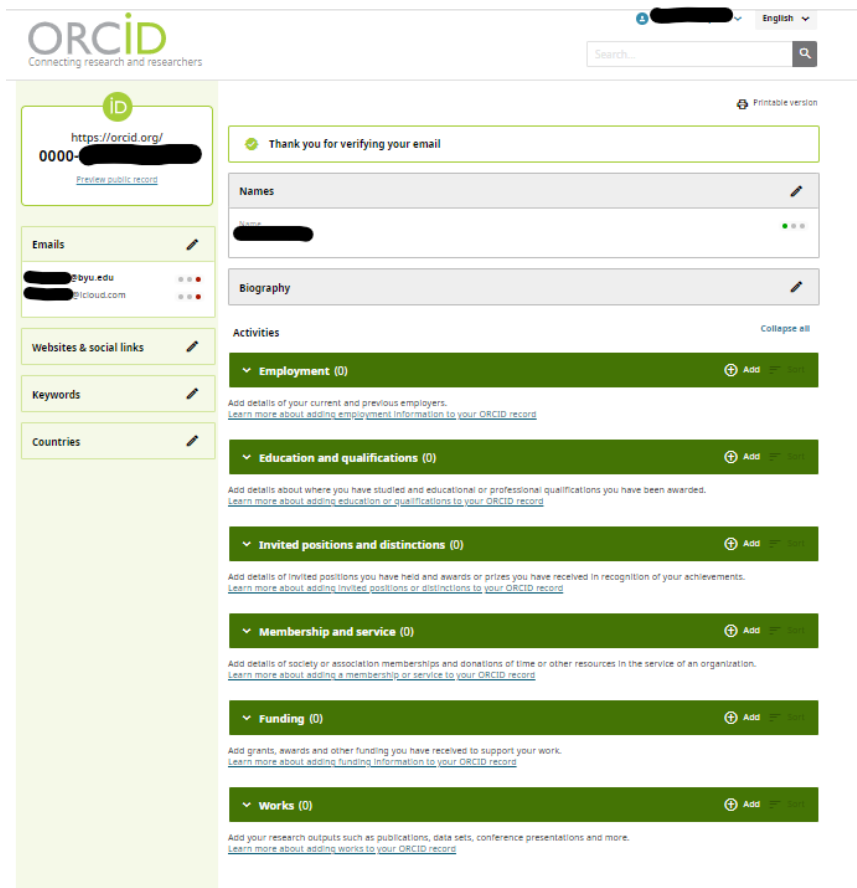 ORCID
Connecting research and researchers
English
Search...
Printable version
iD
https://orcid.org/
0000-
Preview public record
Emails
@byu.edu
@icloud.com
Websites & social links
Keywords
Countries
Thank you for verifying your email
Names
Name
Biography
Activities
Collapse all
Employment (0)
Add
Sort
Add details of your current and previous employers.
Learn more about adding employment information to your ORCID record
Education and qualifications (0)
Add
Sort
Add details about where you have studied and educational or professional qualifications you have been awarded.
Learn more about adding education or qualifications to your ORCID record
Invited positions and distinctions (0)
Add
Sort
Add details of invited positions you have held and awards or prizes you have received in recognition of your achievements.
Learn more about adding invited positions or distinctions to your ORCID record
Membership and service (0)
Add
Sort
Add details of society or association memberships and donations of time or other resources in the service of an organization.
Learn more about adding a membership or service to your ORCID record
Funding (0)
Add
Sort
Add grants, awards and other funding you have received to support your work.
Learn more about adding funding information to your ORCID record
Works (0)
Add
Sort
Add your research outputs such as publications, data sets, conference presentations and more.
Learn more about adding works to your ORCID record